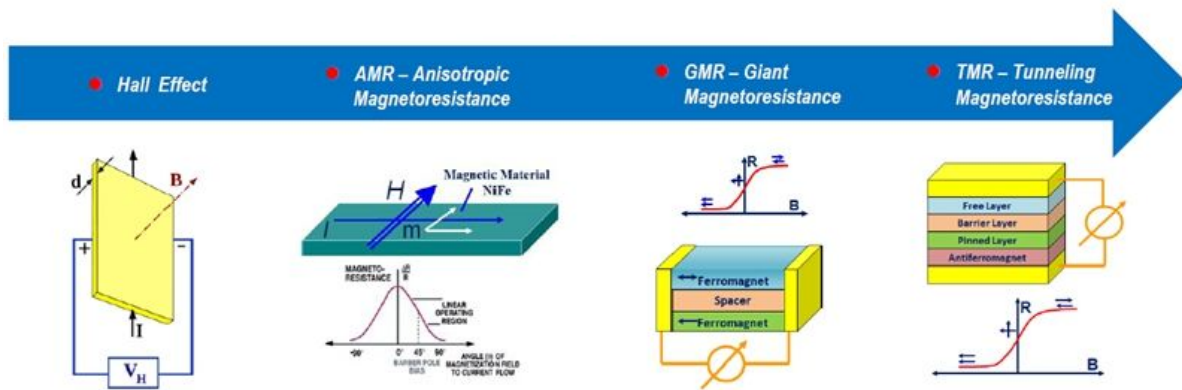 Hall Effect
AMR – Anisotropic
Magnetoresistance
GMR – Giant
Magnetoresistance
TMR – Tunneling
Magnetoresistance
d
B
+
-
I
V_H
H
Magnetic Material
NiFe
I
m
MAGNETO-
RESISTANCE
LINEAR
OPERATING
REGION
-90°
0°
45°
90°
BARBER POLE
BIAS
ANGLE
OF
MAGNETIZATION FIELD
TO CURRENT FLOW
R
B
Ferromagnet
Spacer
Ferromagnet
Free Layer
Barrier Layer
Pinned Layer
Antiferromagnet
R
B